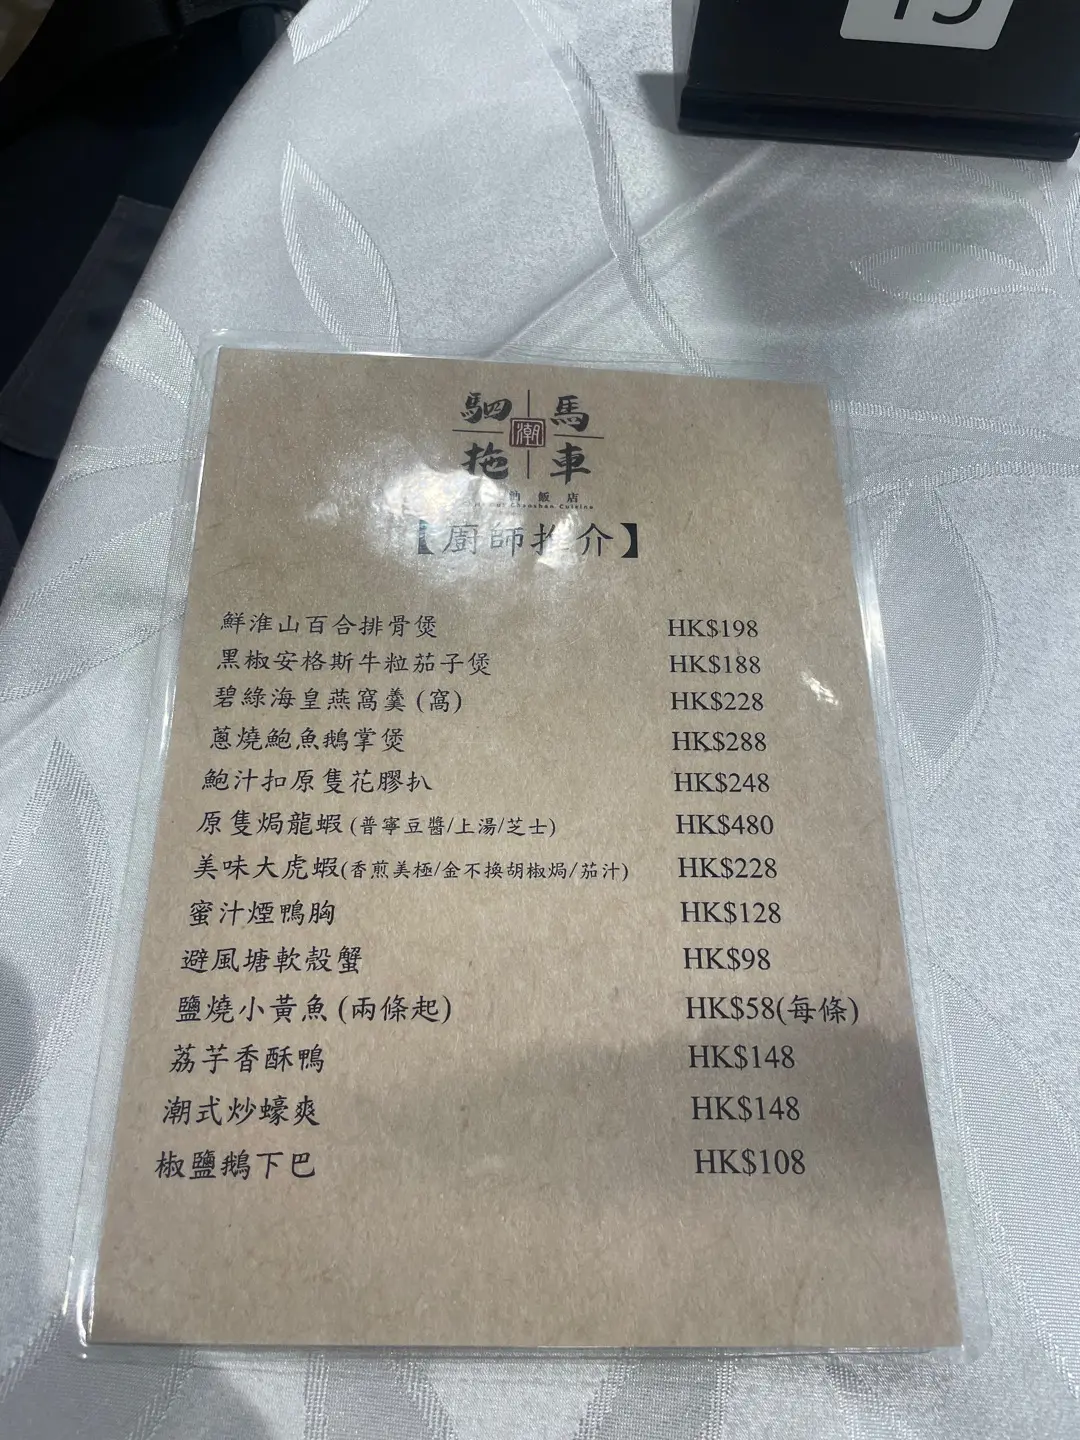 15
駟馬
潮
拖車
汕飯店
Chaoshan Cuisine
【廚師推介】
鮮淮山百合排骨煲 HK$198
黑椒安格斯牛粒茄子煲 HK$188
碧綠海皇燕窩羹 (窩) HK$228
蔥燒鮑魚鵝掌煲 HK$288
鮑汁扣原隻花膠扒 HK$248
原隻焗龍蝦 (普寧豆醬/上湯/芝士) HK$480
美味大虎蝦(香煎美極/金不換胡椒焗/茄汁) HK$228
蜜汁煙鴨胸 HK$128
避風塘軟殼蟹 HK$98
鹽燒小黃魚 (兩條起) HK$58(每條)
荔芋香酥鴨 HK$148
潮式炒蠔爽 HK$148
椒鹽鵝下巴 HK$108